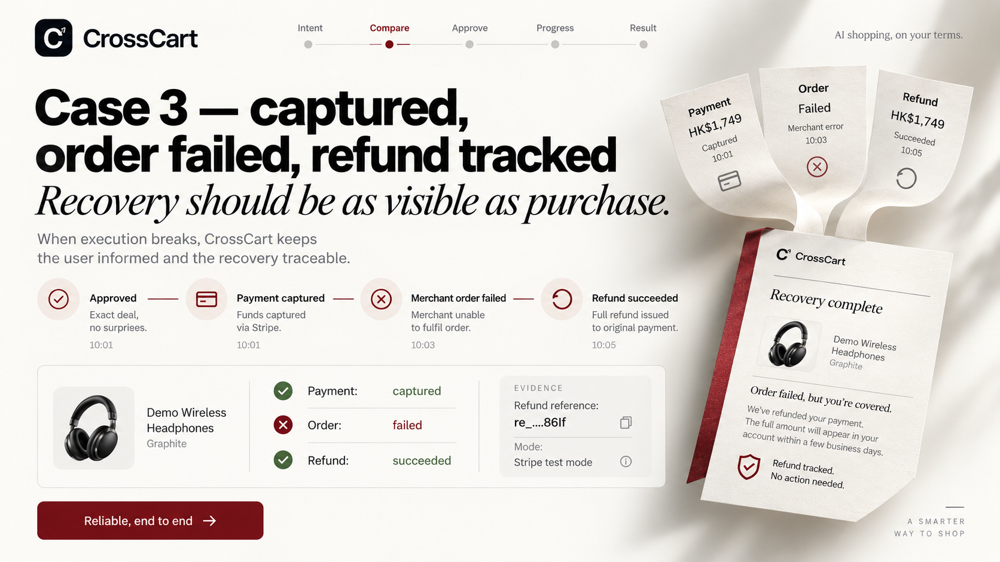 CrossCart
Intent
Compare
Approve
Progress
Result
AI shopping, on your terms.
Case 3 — captured,
order failed, refund tracked
Recovery should be as visible as purchase.
When execution breaks, CrossCart keeps
the user informed and the recovery traceable.
Approved
Exact deal,
no surprises.
10:01
Payment captured
Funds captured
via Stripe.
10:01
Merchant order failed
Merchant unable
to fulfil order.
10:03
Refund succeeded
Full refund issued
to original payment.
10:05
Demo Wireless
Headphones
Graphite
Payment: captured
Order: failed
Refund: succeeded
EVIDENCE
Refund reference:
re_....86If
Mode:
Stripe test mode
Reliable, end to end →
Payment
HK$1,749
Captured
10:01
Order
Failed
Merchant error
10:03
Refund
HK$1,749
Succeeded
10:05
CrossCart
Recovery complete
Demo Wireless
Headphones
Graphite
Order failed, but you're covered.
We've refunded your payment.
The full amount will appear in your
account within a few business days.
Refund tracked.
No action needed.
A SMARTER
WAY TO SHOP